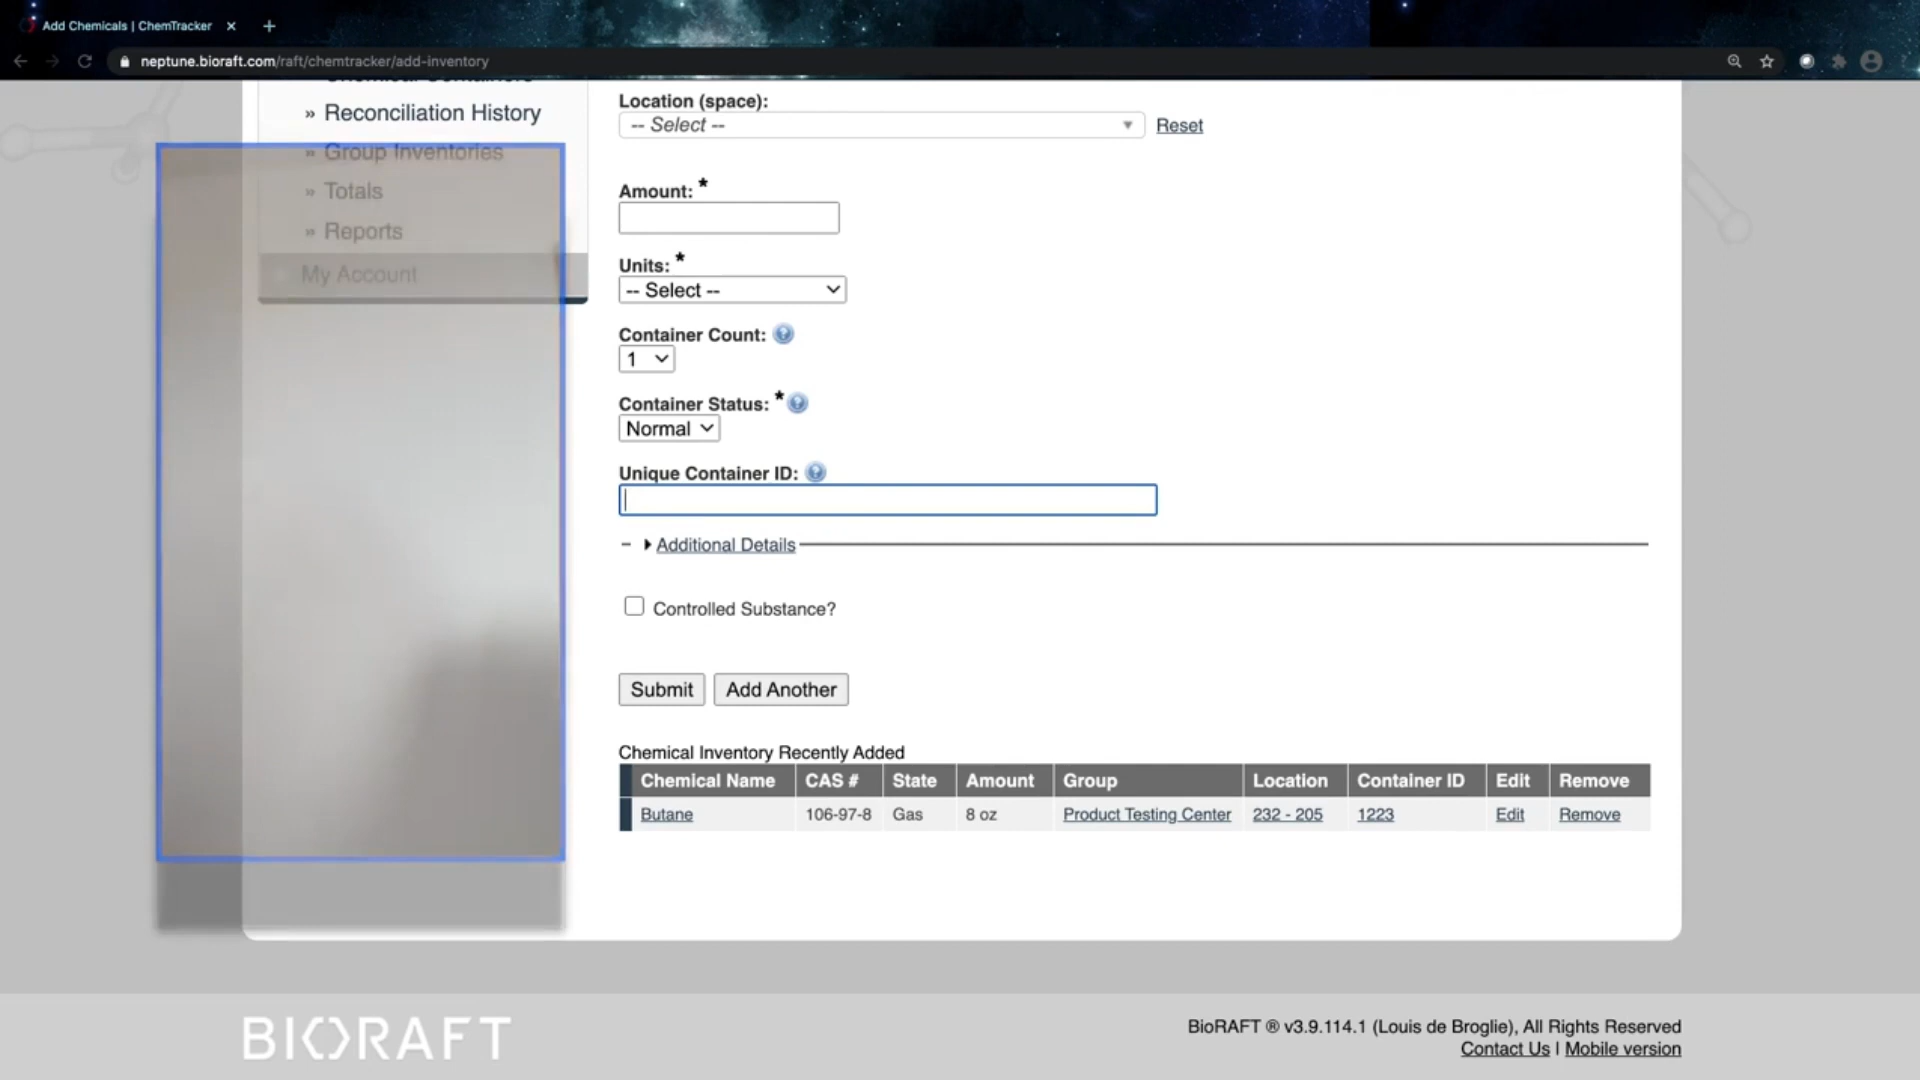 Add Chemicals | ChemTracker
neptune.bioraft.com/raft/chemtracker/add-inventory
Chemical Containers
» Reconciliation History
» Group Inventories
» Totals
» Reports
My Account
Location (space):
-- Select --
Reset
Amount: *
Units: *
-- Select --
Container Count:
1
Container Status: *
Normal
Unique Container ID:
Additional Details
Controlled Substance?
Submit
Add Another
Chemical Inventory Recently Added
Chemical Name CAS # State Amount Group Location Container ID Edit Remove
Butane 106-97-8 Gas 8 oz Product Testing Center 232 - 205 1223 Edit Remove
BIORAFT
BioRAFT ® v3.9.114.1 (Louis de Broglie), All Rights Reserved
Contact Us | Mobile version